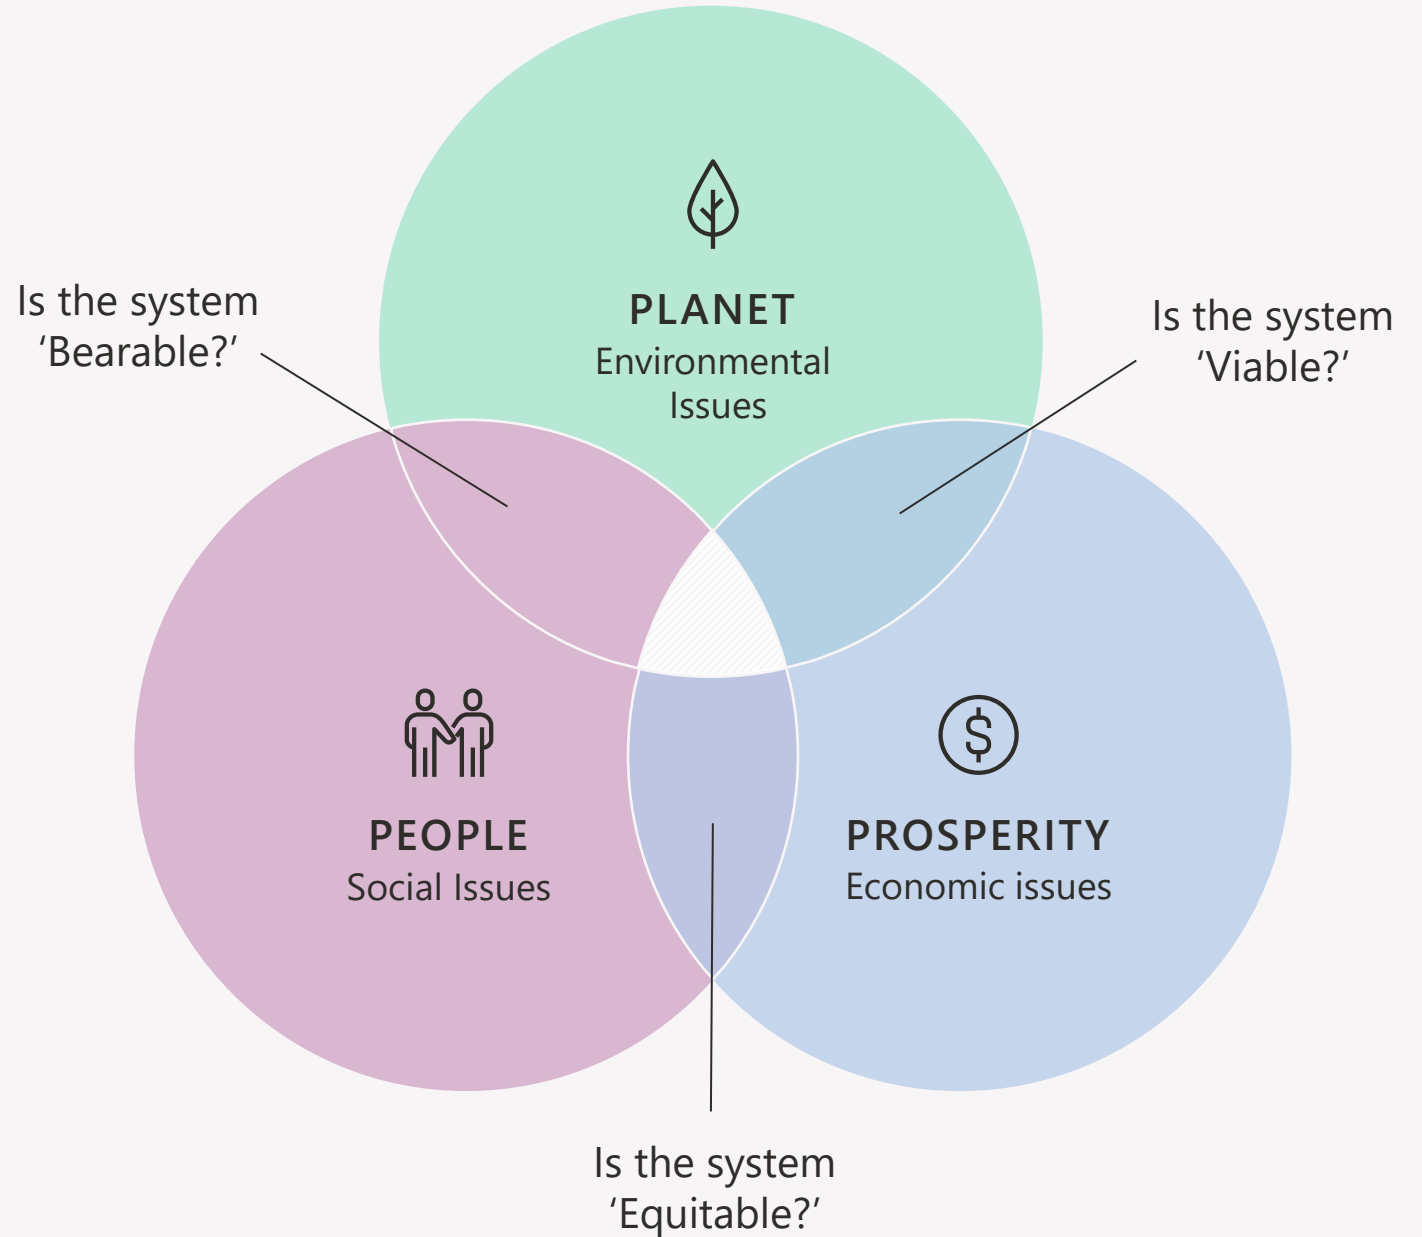 PLANET
Environmental
Issues
Is the system
‘Bearable?’
Is the system
‘Viable?’
PEOPLE
Social Issues
PROSPERITY
Economic issues
Is the system
‘Equitable?’